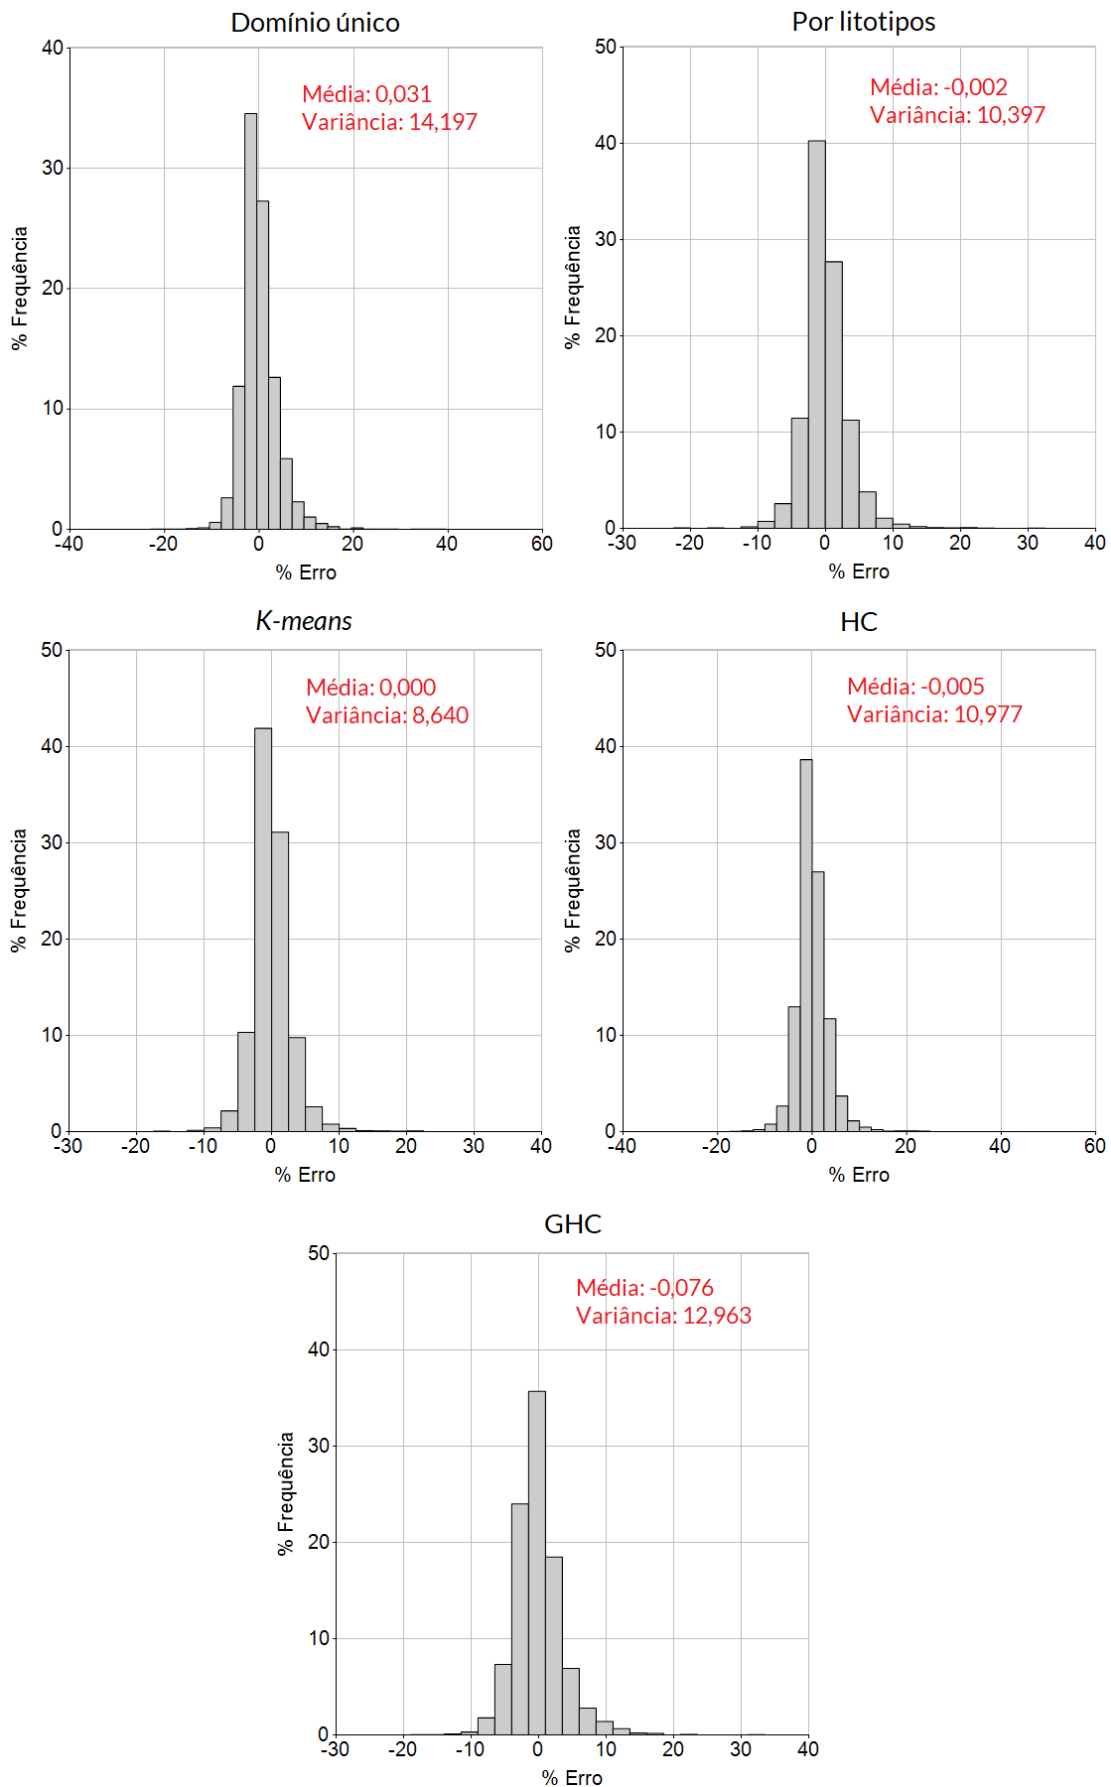 Domínio único
Média: 0,031
Variância: 14,197
40
30
20
10
0
% Frequência
-40
-20
0
20
40
60
% Erro
Por litotipos
Média: -0,002
Variância: 10,397
50
40
30
20
10
0
% Frequência
-30
-20
-10
0
10
20
30
40
% Erro
K-means
Média: 0,000
Variância: 8,640
50
40
30
20
10
0
% Frequência
-30
-20
-10
0
10
20
30
40
% Erro
HC
Média: -0,005
Variância: 10,977
50
40
30
20
10
0
% Frequência
-40
-20
0
20
40
60
% Erro
GHC
Média: -0,076
Variância: 12,963
50
40
30
20
10
0
% Frequência
-30
-20
-10
0
10
20
30
40
% Erro